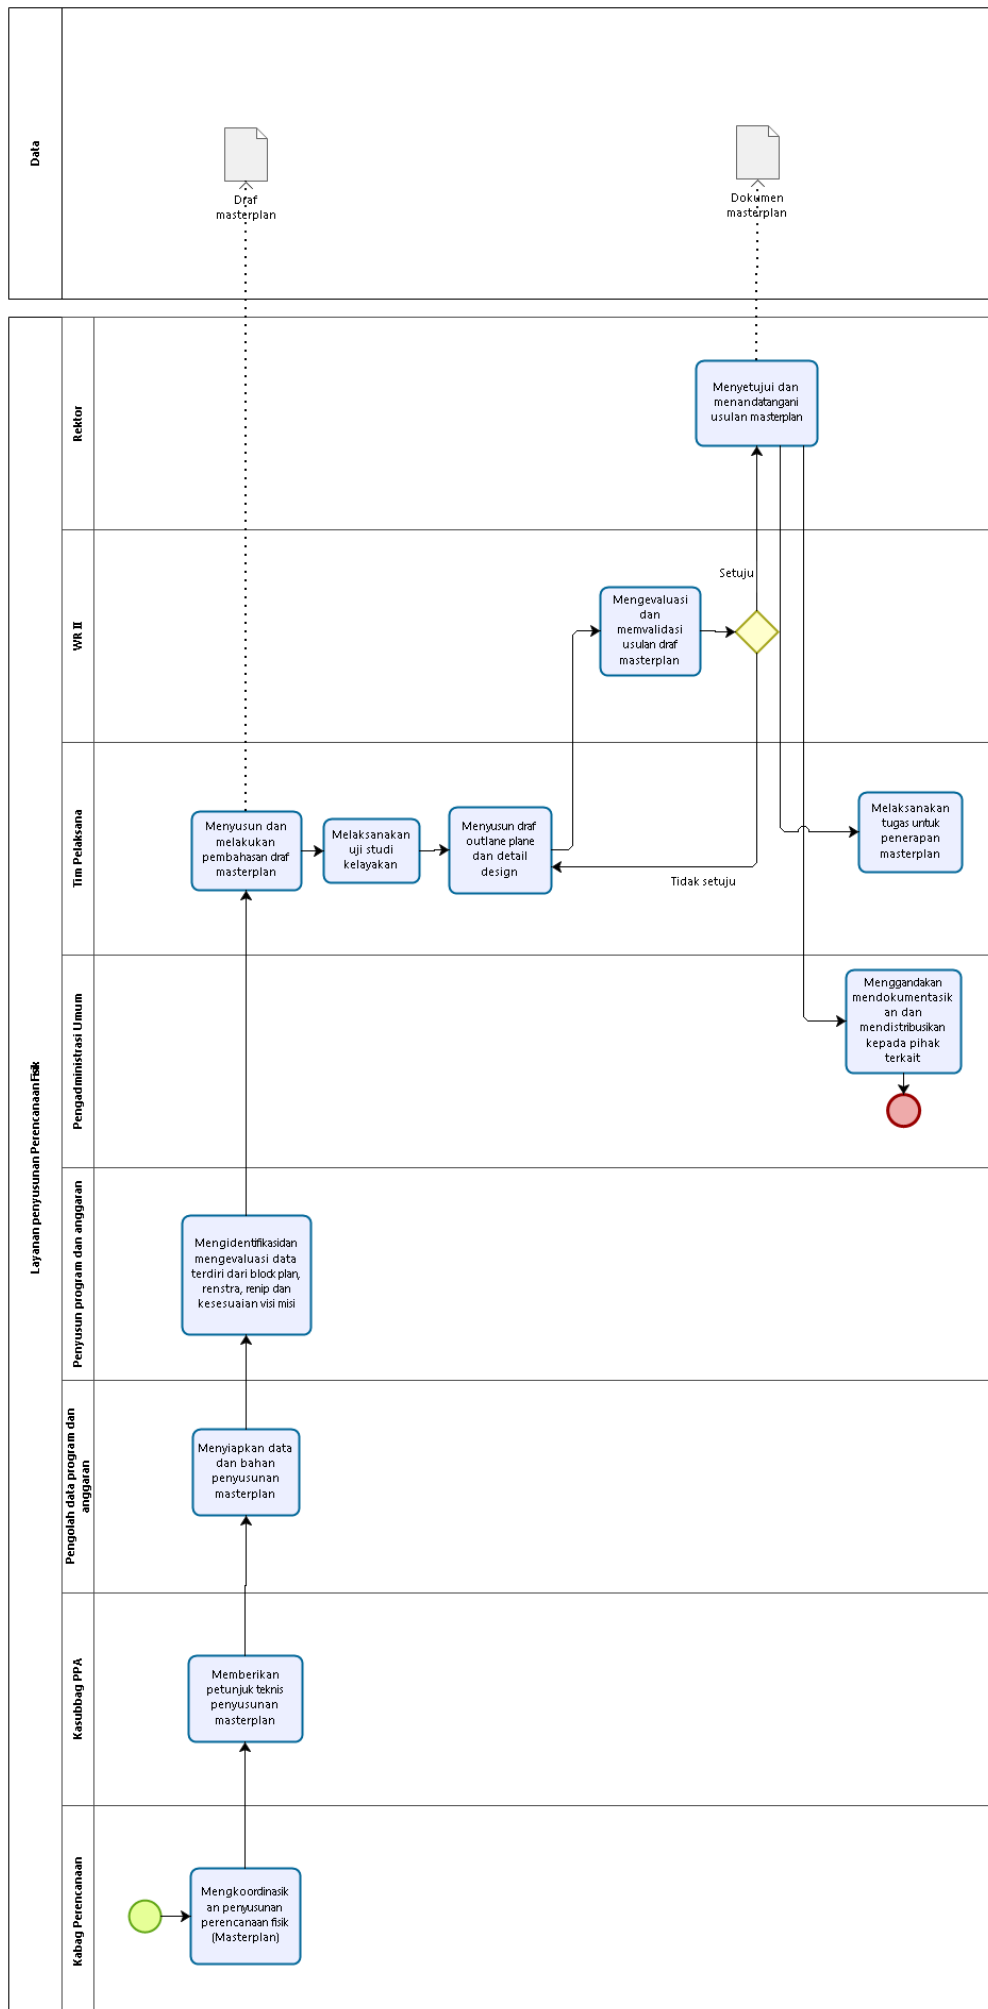 Data
Draf
masterplan
Dokumen
masterplan
Layanan penyusunan Perencanaan Fisik
Rektor
Menyetujui dan
menandatangani
usulan masterplan
WR II
Setuju
Mengevaluasi
dan
memvalidasi
usulan draf
masterplan
Tim Pelaksana
Menyusun dan
melakukan
pembahasan draf
masterplan
Melaksanakan
uji studi
kelayakan
Menyusun draf
outlane plane
dan detail
design
Tidak setuju
Melaksanakan
tugas untuk
penerapan
masterplan
Pengadministrasi Umum
Menggandakan
mendokumentasik
an dan
mendistribusikan
kepada pihak
terkait
Penyusun program dan anggaran
Mengidentifikasidan
mengevaluasi data
terdiri dari block plan,
renstra, renip dan
kesesuaian visi misi
Pengolah data program dan
anggaran
Menyiapkan data
dan bahan
penyusunan
masterplan
Kasubbag PPA
Memberikan
petunjuk teknis
penyusunan
masterplan
Kabag Perencanaan
Mengkoordinasik
an penyusunan
perencanaan fisik
(Masterplan)